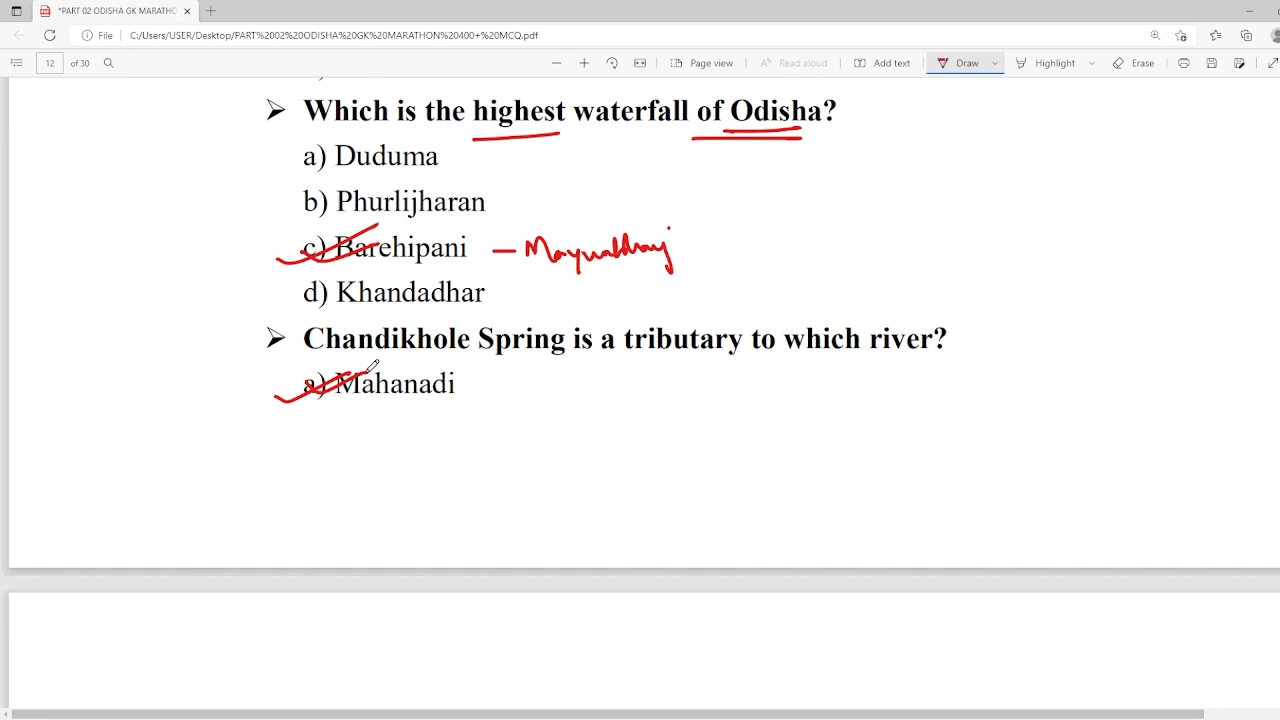 *PART 02 ODISHA GK MARATHO
File C:/Users/USER/Desktop/PART%2002%20ODISHA%20GK%20MARATHON%20400+%20MCQ.pdf
12 of 30 Page view Read aloud Add text Draw Highlight Erase
➢ Which is the highest waterfall of Odisha?
a) Duduma
b) Phurlijharan
c) Barehipani – Mayurbhanj
d) Khandadhar
➢ Chandikhole Spring is a tributary to which river?
a) Mahanadi